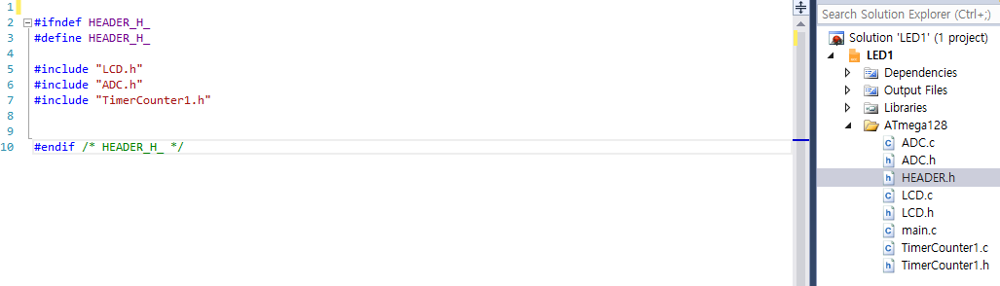 1
2 #ifndef HEADER_H_
3 #define HEADER_H_
4
5 #include "LCD.h"
6 #include "ADC.h"
7 #include "TimerCounter1.h"
8
9
10 #endif /* HEADER_H_ */
Search Solution Explorer (Ctrl+;)
Solution 'LED1' (1 project)
LED1
Dependencies
Output Files
Libraries
ATmega128
ADC.c
ADC.h
HEADER.h
LCD.c
LCD.h
main.c
TimerCounter1.c
TimerCounter1.h